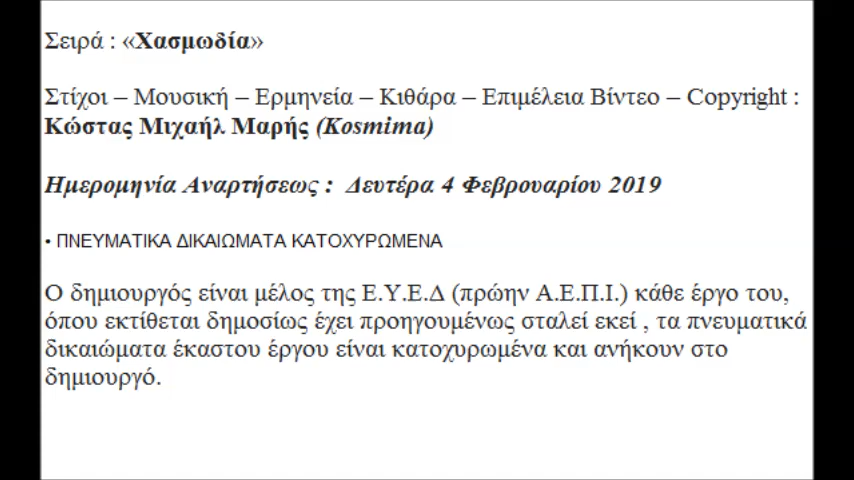 Σειρά : «Χασμωδία»
Στίχοι – Μουσική – Ερμηνεία – Κιθάρα – Επιμέλεια Βίντεο – Copyright :
Κώστας Μιχαήλ Μαρής (Kosmima)
Ημερομηνία Αναρτήσεως : Δευτέρα 4 Φεβρουαρίου 2019
• ΠΝΕΥΜΑΤΙΚΑ ΔΙΚΑΙΩΜΑΤΑ ΚΑΤΟΧΥΡΩΜΕΝΑ
Ο δημιουργός είναι μέλος της Ε.Υ.Ε.Δ (πρώην Α.Ε.Π.Ι.) κάθε έργο του,
όπου εκτίθεται δημοσίως έχει προηγουμένως σταλεί εκεί , τα πνευματικά
δικαιώματα έκαστου έργου είναι κατοχυρωμένα και ανήκουν στο
δημιουργό.